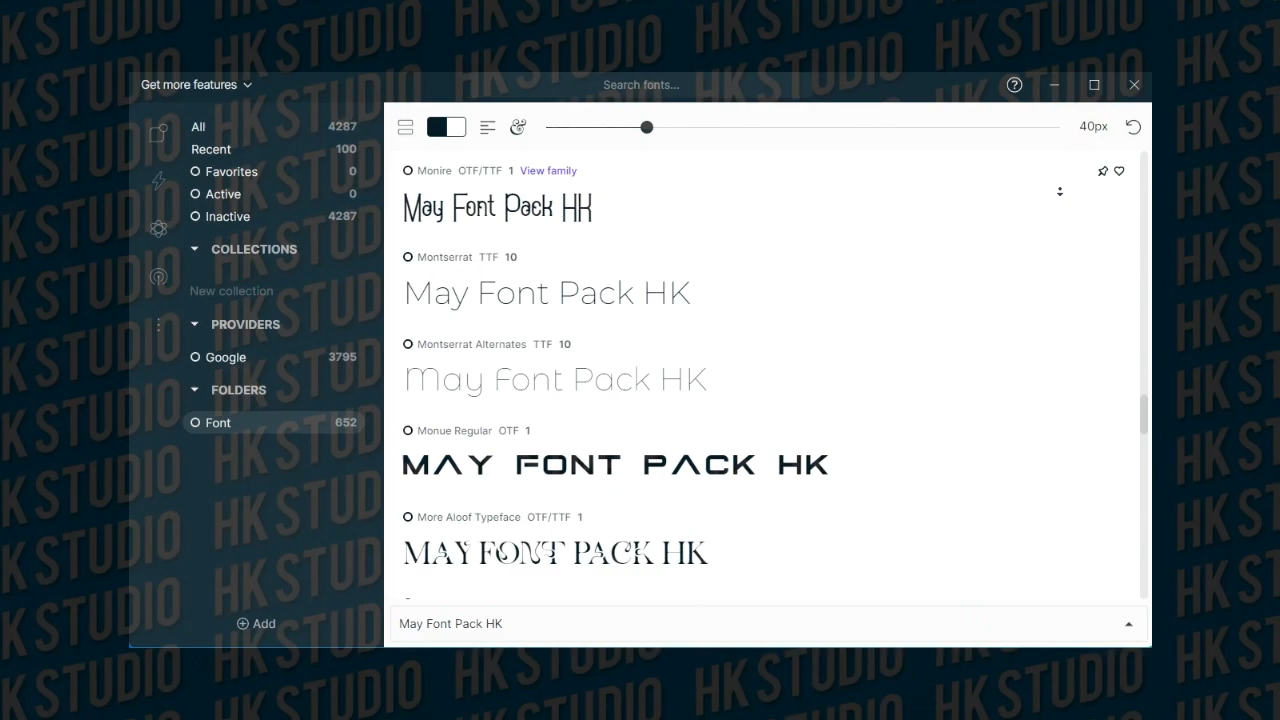 HK STUDIO
Get more features
Search fonts...
All 4287
Recent 100
Favorites 0
Active 0
Inactive 4287
COLLECTIONS
New collection
PROVIDERS
Google 3795
FOLDERS
Font 652
Add
40px
Monire OTF/TTF 1 View family
May Font Pack HK
Montserrat TTF 10
May Font Pack HK
Montserrat Alternates TTF 10
May Font Pack HK
Monue Regular OTF 1
MAY FONT PACK HK
More Aloof Typeface OTF/TTF 1
MAY FONT PACK HK
May Font Pack HK